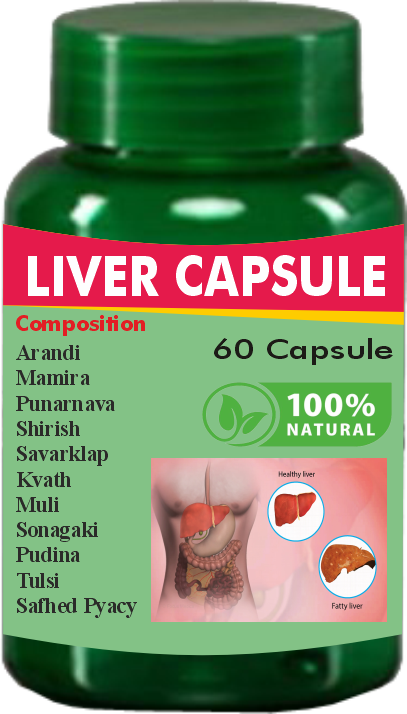 LIVER CAPSULE
Composition
Arandi
Mamira
Punarnava
Shirish
Savarklap
Kvath
Muli
Sonagaki
Pudina
Tulsi
Safhed Pyacy
60 Capsule
100%
NATURAL
Healthy liver
Fatty liver